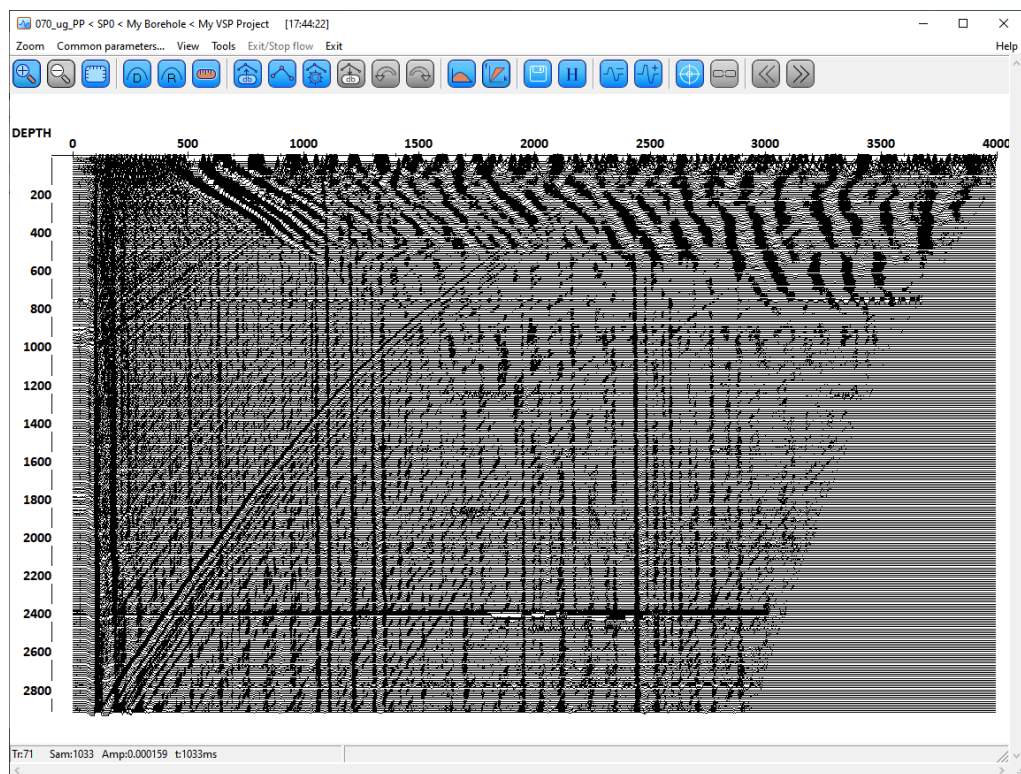 070_ug_PP < SP0 < My Borehole < My VSP Project [17:44:22]
Zoom Common parameters... View Tools Exit/Stop flow Exit Help
D R db db f k H
DEPTH
0 500 1000 1500 2000 2500 3000 3500 4000
200
400
600
800
1000
1200
1400
1600
1800
2000
2200
2400
2600
2800
Tr:71 Sam:1033 Amp:0.000159 t:1033ms